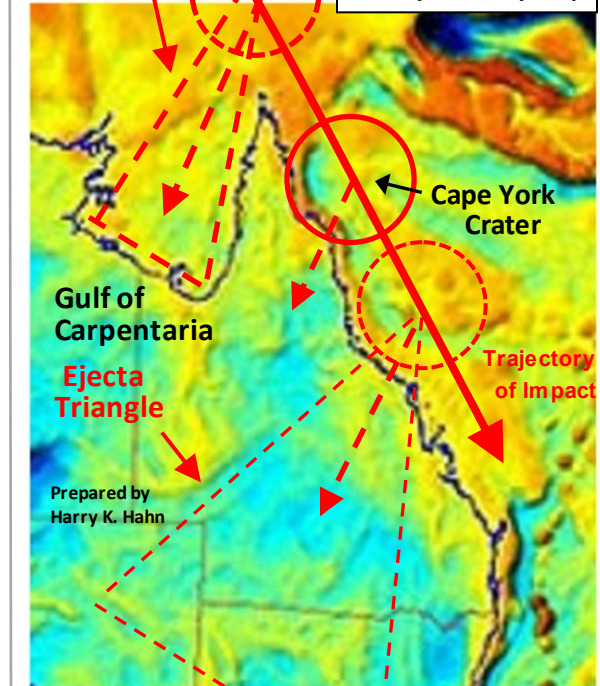 Cape York
Crater
Gulf of
Carpentaria
Ejecta
Triangle
Trajectory
of Impact
Prepared by
Harry K. Hahn